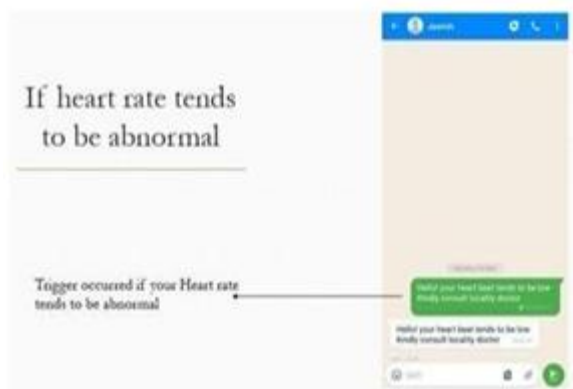 If heart rate tends
to be abnormal
Trigger occurred if your Heart rate
tends to be abnormal
Jasmin
Hello! your heart beat tends to be low
Kindly consult locality doctor
Hello! your heart beat tends to be low
Kindly consult locality doctor